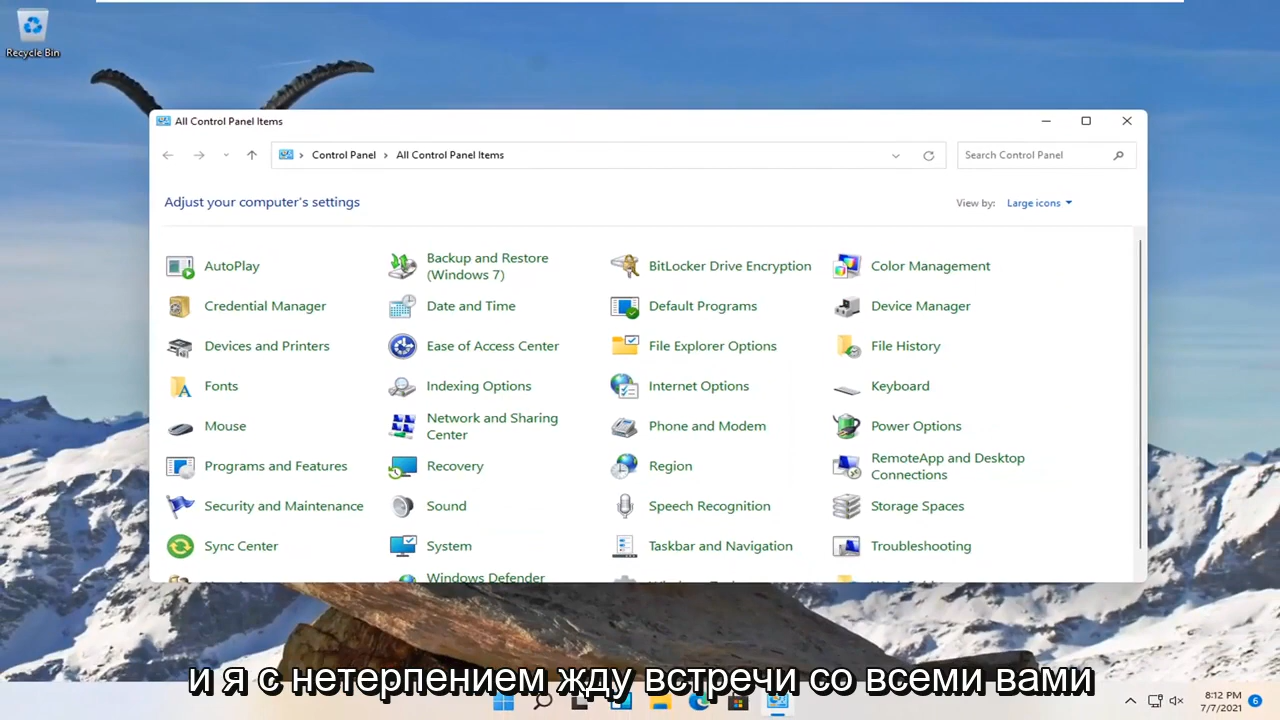 Recycle Bin
All Control Panel Items
Control Panel › All Control Panel Items
Search Control Panel
Adjust your computer's settings
View by: Large icons
AutoPlay
Backup and Restore (Windows 7)
BitLocker Drive Encryption
Color Management
Credential Manager
Date and Time
Default Programs
Device Manager
Devices and Printers
Ease of Access Center
File Explorer Options
File History
Fonts
Indexing Options
Internet Options
Keyboard
Mouse
Network and Sharing Center
Phone and Modem
Power Options
Programs and Features
Recovery
Region
RemoteApp and Desktop Connections
Security and Maintenance
Sound
Speech Recognition
Storage Spaces
Sync Center
System
Taskbar and Navigation
Troubleshooting
Windows Defender
и я с нетерпением жду встречи со всеми вами
8:12 PM
7/7/2021
6